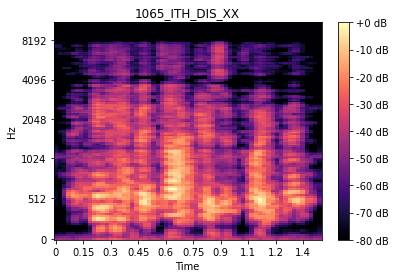 1065_ITH_DIS_XX
8192
4096
2048
1024
512
0
Hz
0 0.15 0.3 0.45 0.6 0.75 0.9 1.1 1.2 1.4
Time
+0 dB
-10 dB
-20 dB
-30 dB
-40 dB
-50 dB
-60 dB
-70 dB
-80 dB